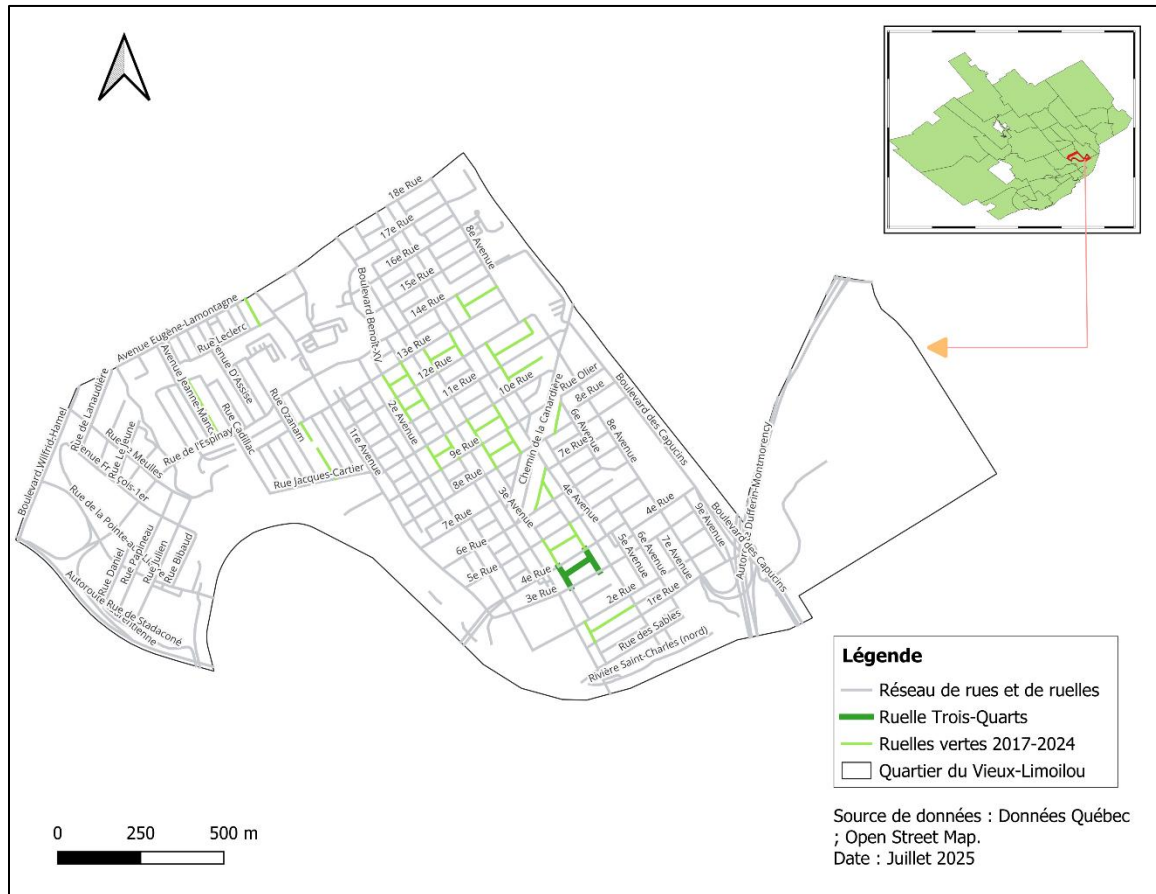 18e Rue
17e Rue
16e Rue
8e Avenue
15e Rue
14e Rue
Boulevard Benoît-XV
Avenue Eugène-Lamontagne
Rue Leclerc
13e Rue
12e Rue
11e Rue
10e Rue
Rue Olier
8e Rue
Avenue D'Assise
Avenue Jeanne-Mance
Rue Cadillac
Rue Ozanam
Rue de l'Espinay
Rue Jacques-Cartier
1re Avenue
2e Avenue
9e Rue
8e Rue
7e Rue
6e Rue
5e Rue
4e Rue
3e Rue
3e Avenue
Chemin de la Canardière
4e Avenue
7e Rue
6e Avenue
8e Avenue
Boulevard des Capucins
4e Rue
5e Avenue
6e Avenue
7e Avenue
9e Avenue
Boulevard des Capucins
Autoroute Dufferin-Montmorency
2e Rue
1re Rue
Rue des Sables
Rivière Saint-Charles (nord)
Boulevard Wilfrid-Hamel
Rue de Lanaudière
Rue Le Jeune
Meulles
François-1er
Rue de la Pointe-au
Rue Daniel
Rue Papineau
Rue Julien
Rue Bibaud
Rue de Stadaconé
Légende
Réseau de rues et de ruelles
Ruelle Trois-Quarts
Ruelles vertes 2017-2024
Quartier du Vieux-Limoilou
Source de données : Données Québec
; Open Street Map.
Date : Juillet 2025
0 250 500 m